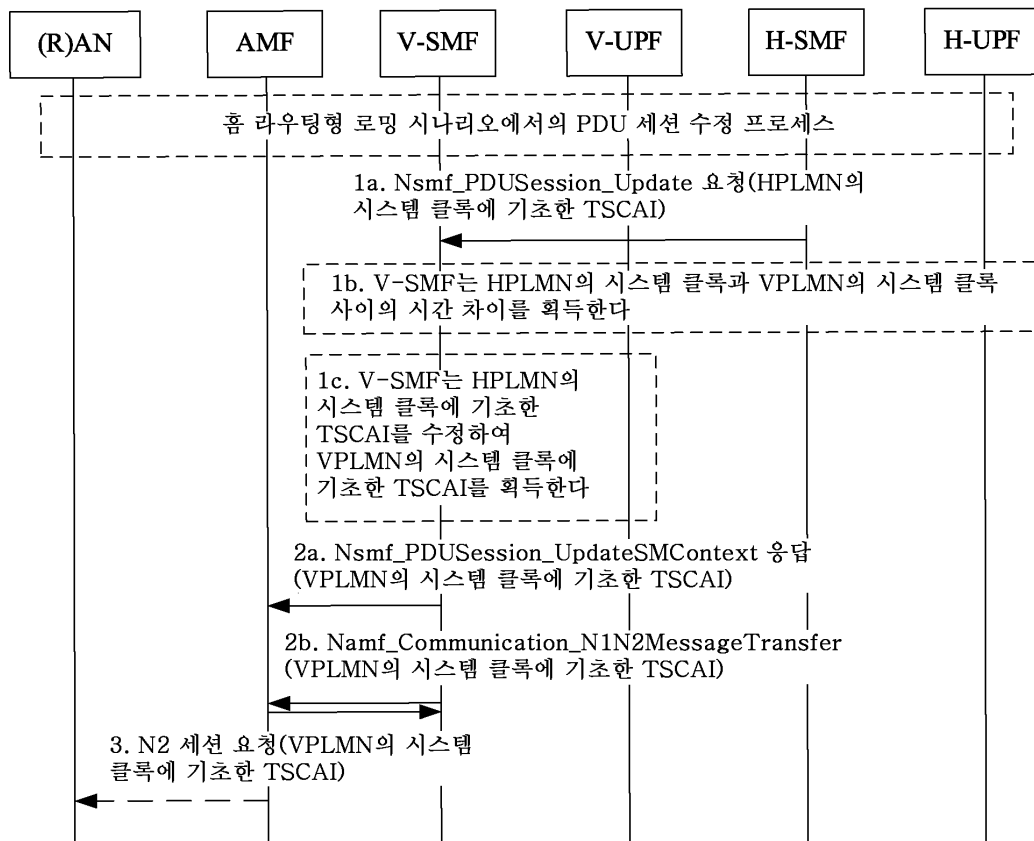 (R)AN
AMF
V-SMF
V-UPF
H-SMF
H-UPF
홈 라우팅형 로밍 시나리오에서의 PDU 세션 수정 프로세스
1a. Nsmf_PDUSession_Update 요청(HPLMN의
시스템 클록에 기초한 TSCAI)
1b. V-SMF는 HPLMN의 시스템 클록과 VPLMN의 시스템 클록
사이의 시간 차이를 획득한다
1c. V-SMF는 HPLMN의
시스템 클록에 기초한
TSCAI를 수정하여
VPLMN의 시스템 클록에
기초한 TSCAI를 획득한다
2a. Nsmf_PDUSession_UpdateSMContext 응답
(VPLMN의 시스템 클록에 기초한 TSCAI)
2b. Namf_Communication_N1N2MessageTransfer
(VPLMN의 시스템 클록에 기초한 TSCAI)
3. N2 세션 요청(VPLMN의 시스템
클록에 기초한 TSCAI)